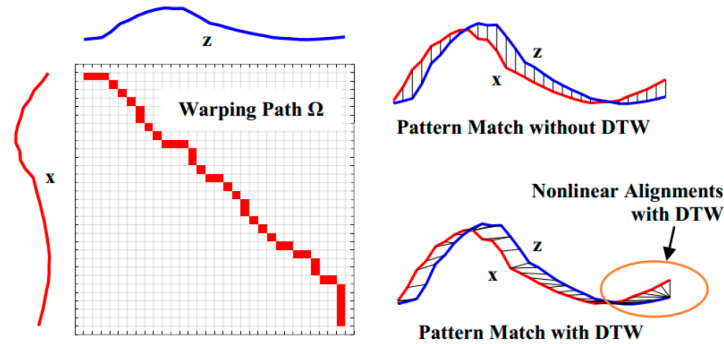 z
x
Warping Path Ω
z
x
Pattern Match without DTW
Nonlinear Alignments
with DTW
z
x
Pattern Match with DTW